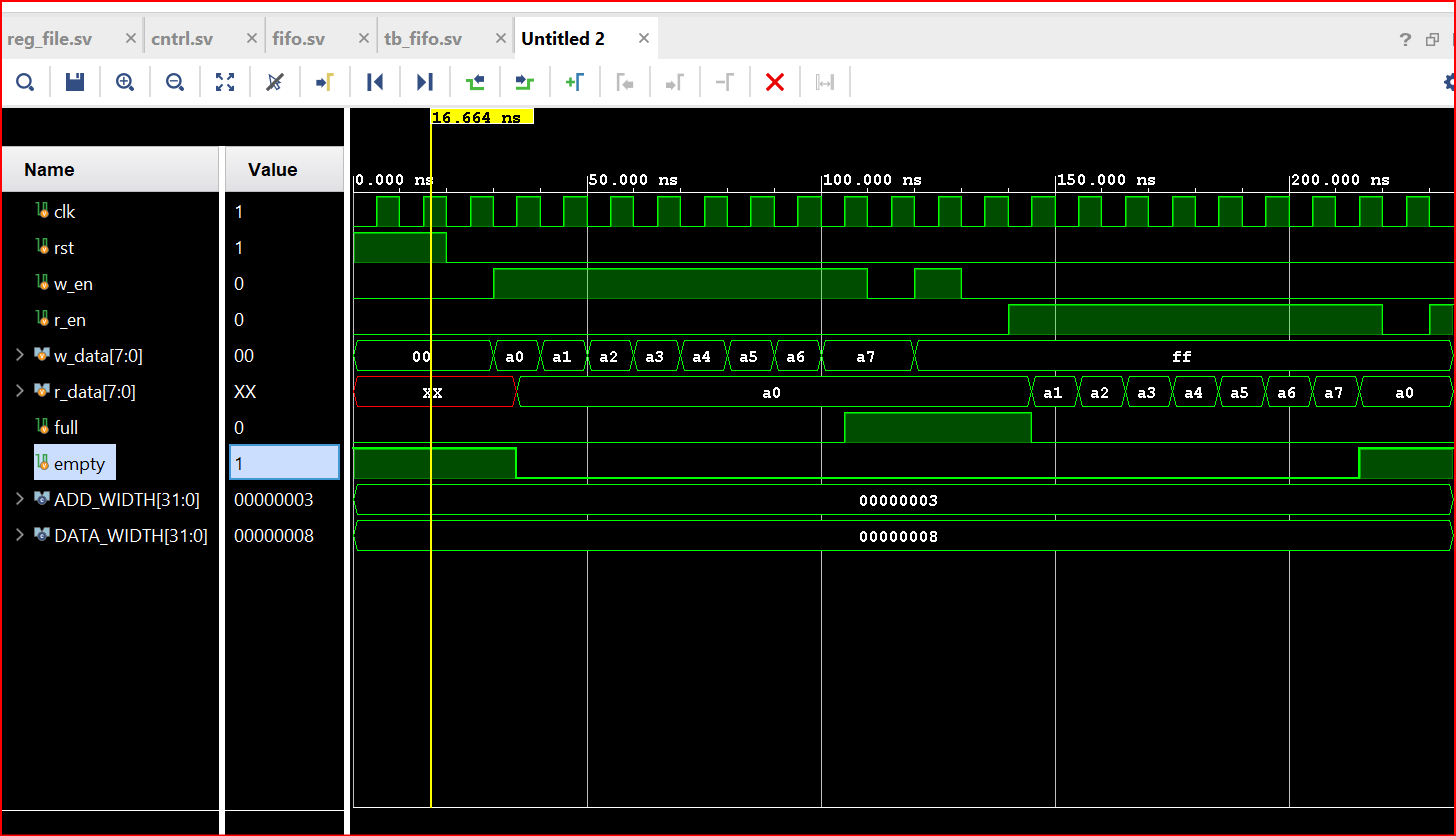 reg_file.sv × cntrl.sv × fifo.sv × tb_fifo.sv × Untitled 2 × ?
16.664 ns
Name Value
0.000 ns 50.000 ns 100.000 ns 150.000 ns 200.000 ns
clk 1
rst 1
w_en 0
r_en 0
w_data[7:0] 00 00 a0 a1 a2 a3 a4 a5 a6 a7 ff
r_data[7:0] XX XX a0 a1 a2 a3 a4 a5 a6 a7 a0
full 0
empty 1
ADD_WIDTH[31:0] 00000003 00000003
DATA_WIDTH[31:0] 00000008 00000008